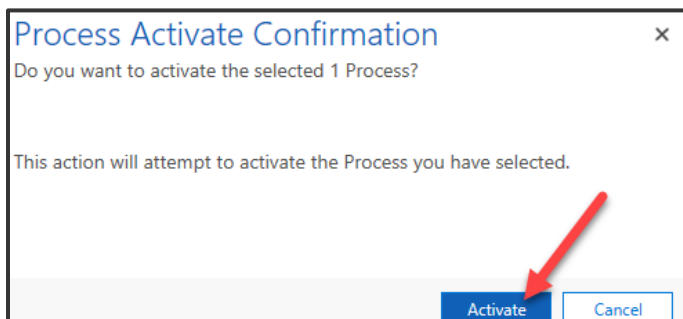 Process Activate Confirmation
Do you want to activate the selected 1 Process?
This action will attempt to activate the Process you have selected.
Activate
Cancel